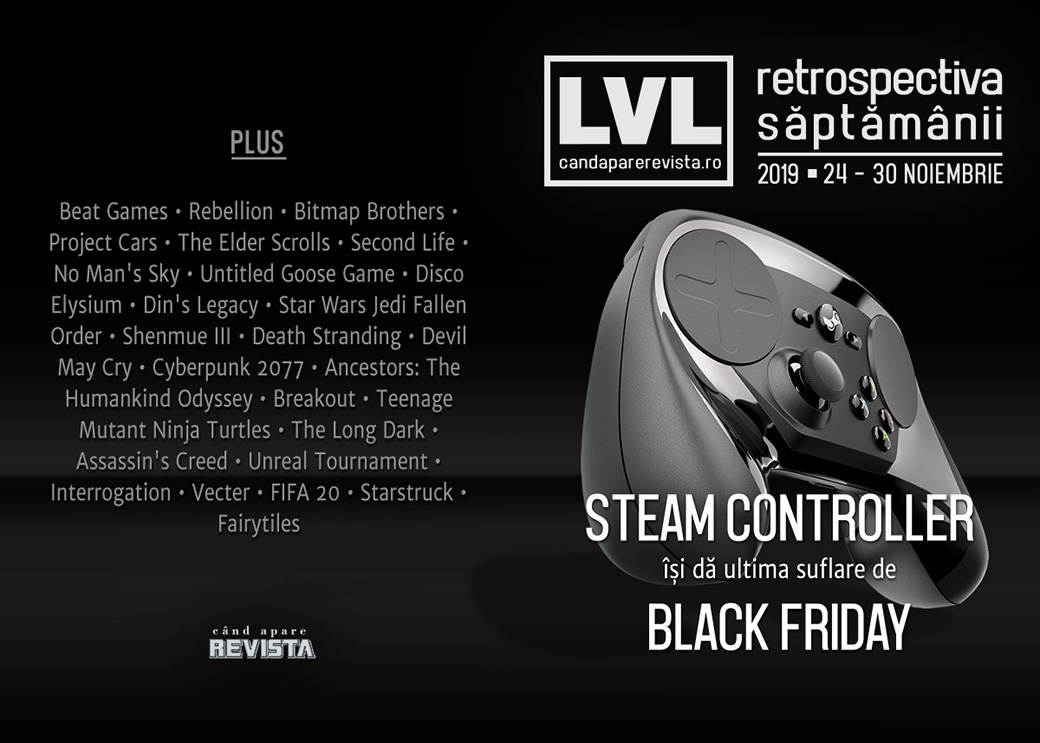 PLUS
Beat Games • Rebellion • Bitmap Brothers •
Project Cars • The Elder Scrolls • Second Life •
No Man's Sky • Untitled Goose Game • Disco
Elysium • Din's Legacy • Star Wars Jedi Fallen
Order • Shenmue III • Death Stranding • Devil
May Cry • Cyberpunk 2077 • Ancestors: The
Humankind Odyssey • Breakout • Teenage
Mutant Ninja Turtles • The Long Dark •
Assassin's Creed • Unreal Tournament •
Interrogation • Vecter • FIFA 20 • Starstruck •
Fairytiles
când apare
REVISTA
LVL
candaparerevista.ro
retrospectiva
săptămânii
2019 ▪ 24 - 30 NOIEMBRIE
STEAM CONTROLLER
își dă ultima suflare de
BLACK FRIDAY